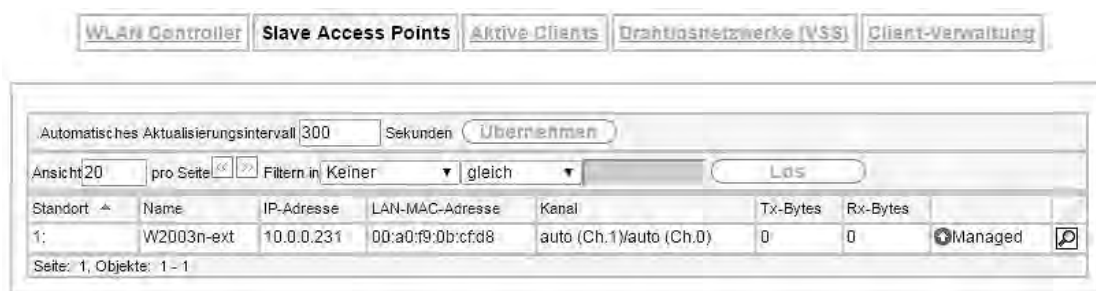 WLAN Controller Slave Access Points Aktive Clients Drahtlosnetzwerke (VSS) Client-Verwaltung
Automatisches Aktualisierungsintervall 300 Sekunden Übernehmen
Ansicht 20 pro Seite << >> Filtern in Keiner gleich Los
Standort Name IP-Adresse LAN-MAC-Adresse Kanal Tx-Bytes Rx-Bytes
1: W2003n-ext 10.0.0.231 00:a0:f9:0b:cf:d8 auto (Ch.1)/auto (Ch.0) 0 0 Managed
Seite: 1, Objekte: 1 - 1